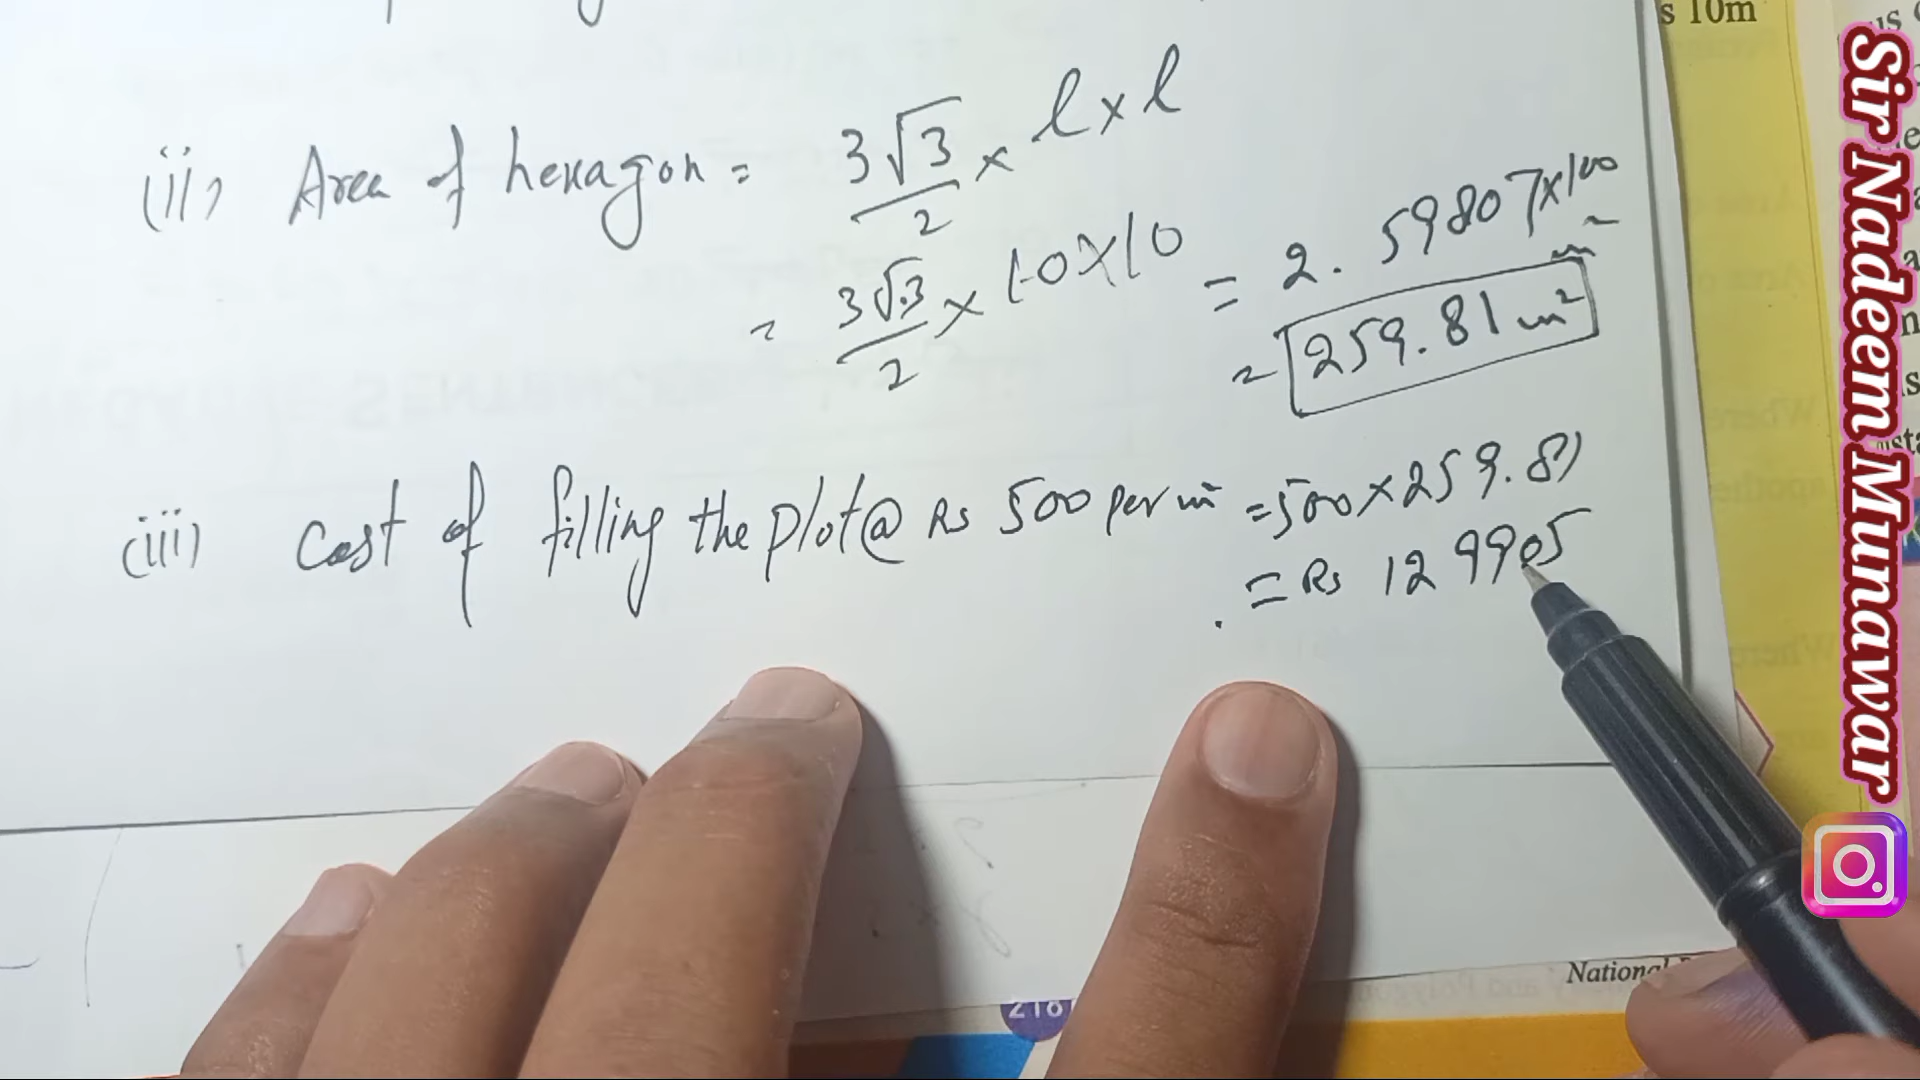 s 10m
(ii) Area of hexagon = 3√3/2 × l × l
= 3√3/2 × 10×10 = 2.59807×100 m²
= 259.81 m²
(iii) Cost of filling the plot @ Rs 500 per m² = 500 × 259.81
= Rs 129905
National
216
Sir Nadeem Munawar